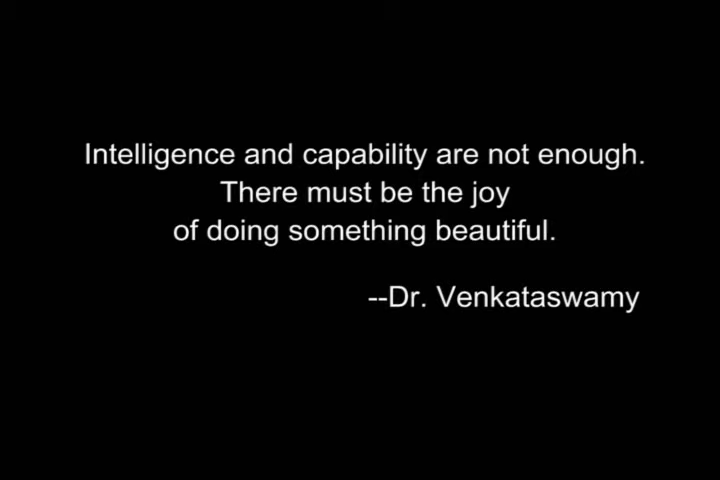 Intelligence and capability are not enough.
There must be the joy
of doing something beautiful.
--Dr. Venkataswamy